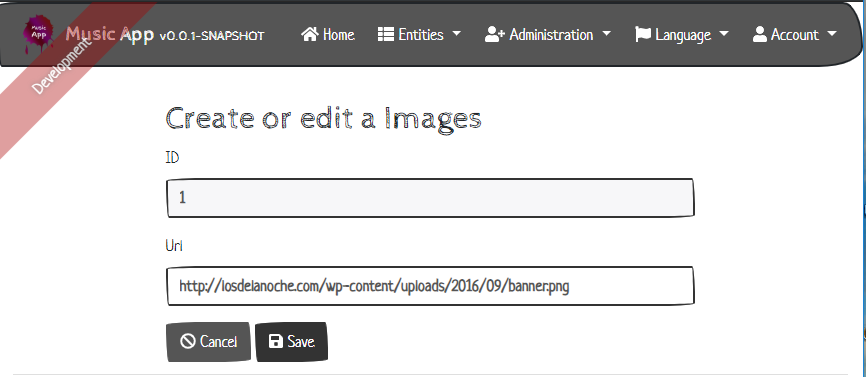 Music App
Music App v0.0.1-SNAPSHOT Home Entities Administration Language Account
Development
Create or edit a Images
ID
1
Url
http://losdelanoche.com/wp-content/uploads/2016/09/banner.png
Cancel Save